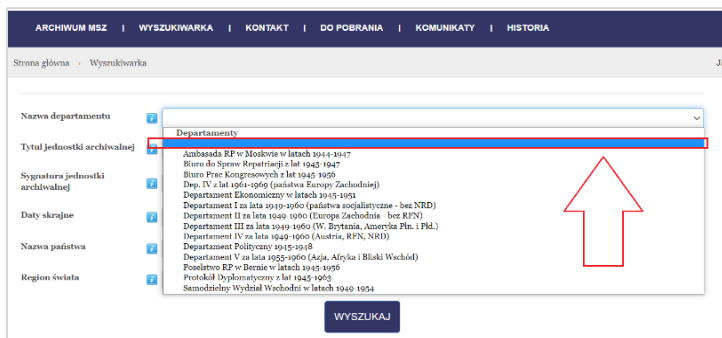 ARCHIWUM MSZ | WYSZUKIWARKA | KONTAKT | DO POBRANIA | KOMUNIKATY | HISTORIA
Strona główna › Wyszukiwarka
Nazwa departamentu
Departamenty
Tytuł jednostki archiwalnej
Ambasada RP w Moskwie w latach 1944-1947
Biuro do Spraw Repatriacji z lat 1945-1947
Biuro Prac Kongresowych z lat 1945-1956
Sygnatura jednostki archiwalnej
Dep. IV z lat 1961-1969 (państwa Europy Zachodniej)
Departament Ekonomiczny w latach 1945-1951
Departament I za lata 1949-1960 (państwa socjalistyczne - bez NRD)
Daty skrajne
Departament II za lata 1949-1960 (Europa Zachodnia - bez RFN)
Departament III za lata 1949-1960 (W. Brytania, Ameryka Płn. i Płd.)
Departament IV za lata 1949-1960 (Austria, RFN, NRD)
Nazwa państwa
Departament Polityczny 1945-1948
Departament V za lata 1955-1960 (Azja, Afryka i Bliski Wschód)
Poselstwo RP w Bernie w latach 1945-1956
Region świata
Protokół Dyplomatyczny z lat 1945-1963
Samodzielny Wydział Wschodni w latach 1949-1954
WYSZUKAJ